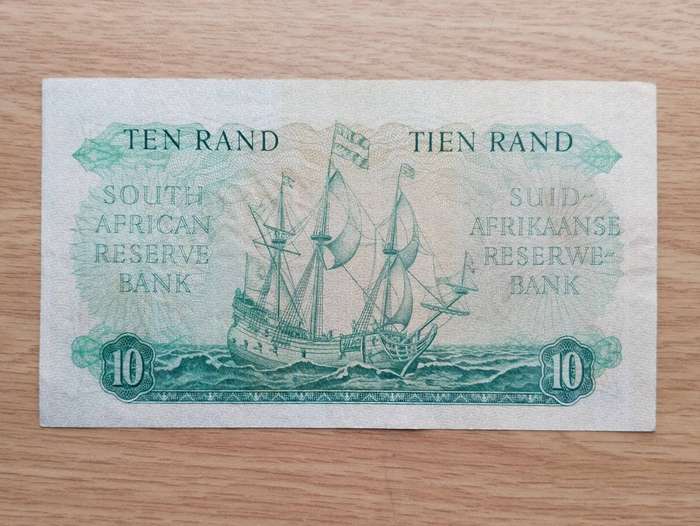 TEN RAND
TIEN RAND
SOUTH
AFRICAN
RESERVE
BANK
SUID-
AFRIKAANSE
RESERWE-
BANK
10
10